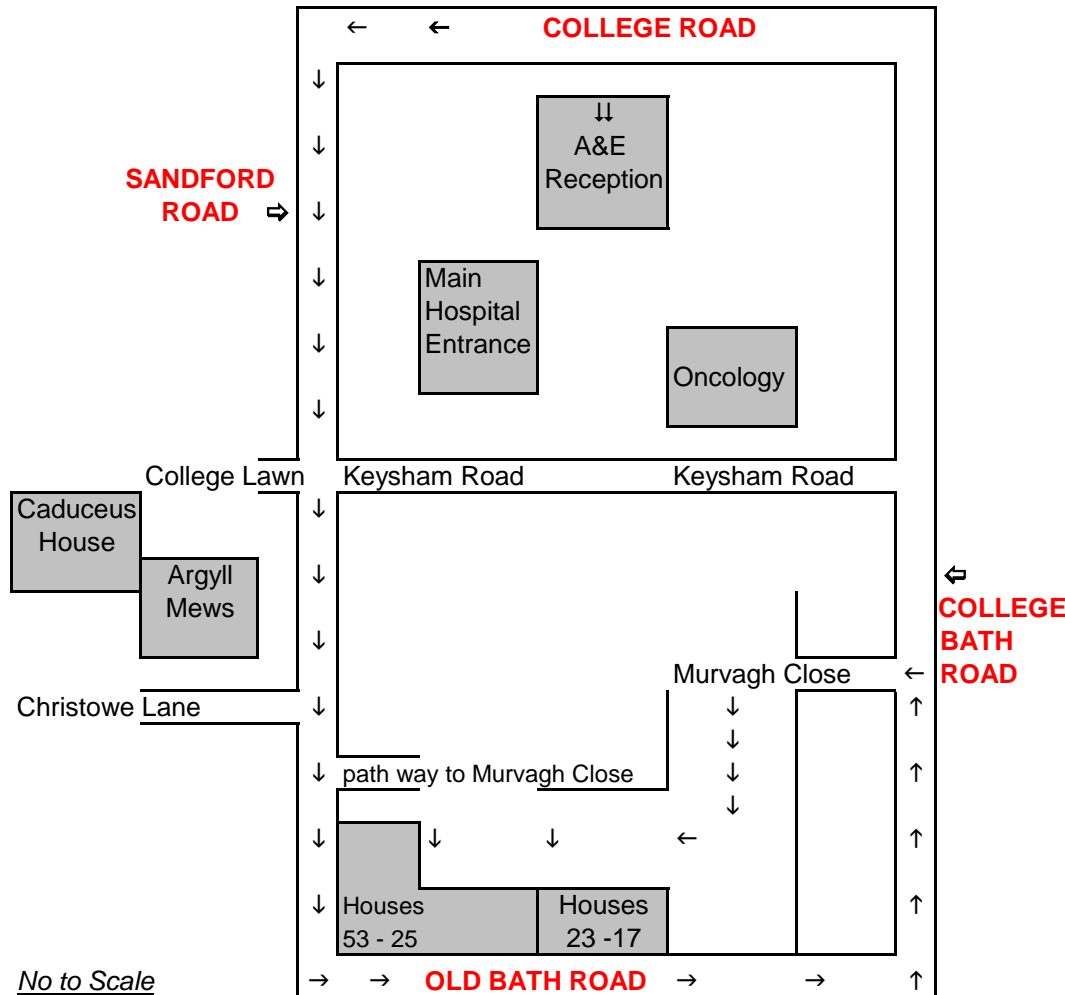 ← ← COLLEGE ROAD
↓
↓↓
↓ A&E
SANDFORD Reception
ROAD ⇨ ↓
↓ Main
Hospital
↓ Entrance
Oncology
↓
College Lawn Keysham Road Keysham Road
Caduceus ↓
House
Argyll ↓ ⇦
Mews COLLEGE
↓ BATH
Murvagh Close ← ROAD
Christowe Lane ↓ ↓ ↑
↓
↓ path way to Murvagh Close ↓ ↑
↓
↓ ↓ ↓ ← ↑
↓ Houses Houses ↑
53 - 25 23 -17
No to Scale → → OLD BATH ROAD → → ↑